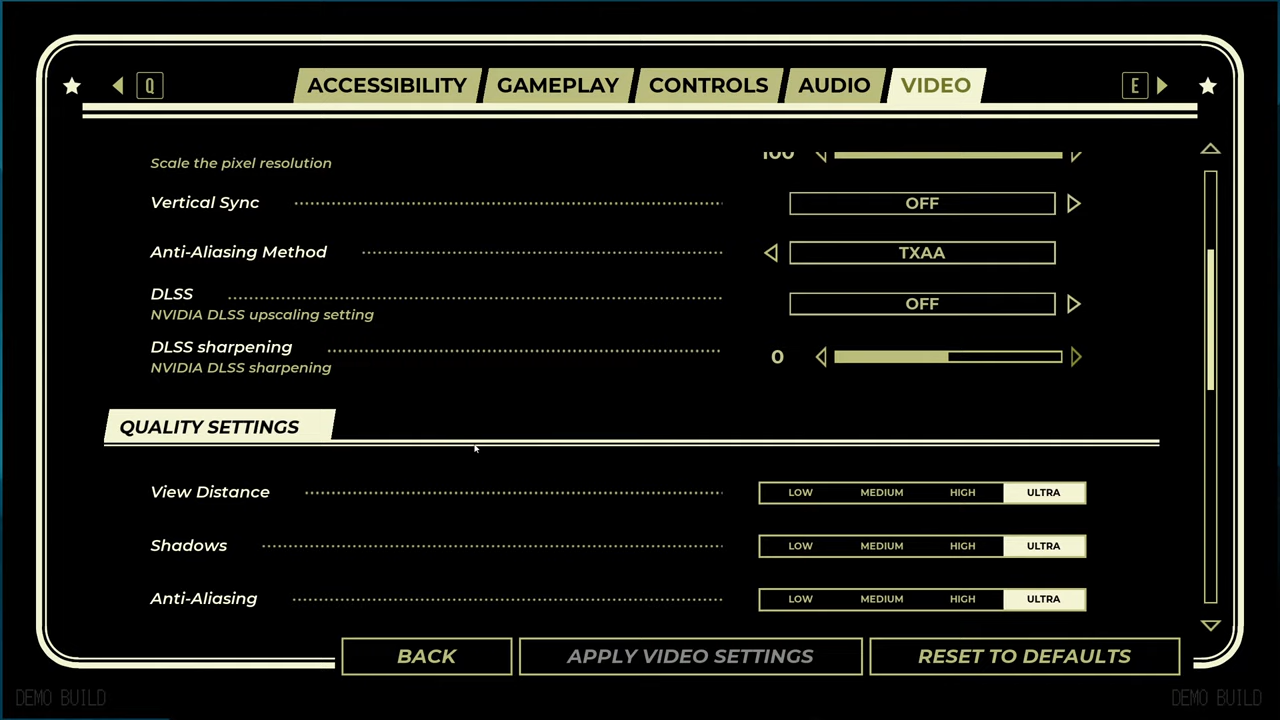 Q ACCESSIBILITY GAMEPLAY CONTROLS AUDIO VIDEO E
100
Scale the pixel resolution
Vertical Sync OFF
Anti-Aliasing Method TXAA
DLSS OFF
NVIDIA DLSS upscaling setting
DLSS sharpening 0
NVIDIA DLSS sharpening
QUALITY SETTINGS
View Distance LOW MEDIUM HIGH ULTRA
Shadows LOW MEDIUM HIGH ULTRA
Anti-Aliasing LOW MEDIUM HIGH ULTRA
BACK APPLY VIDEO SETTINGS RESET TO DEFAULTS
DEMO BUILD DEMO BUILD